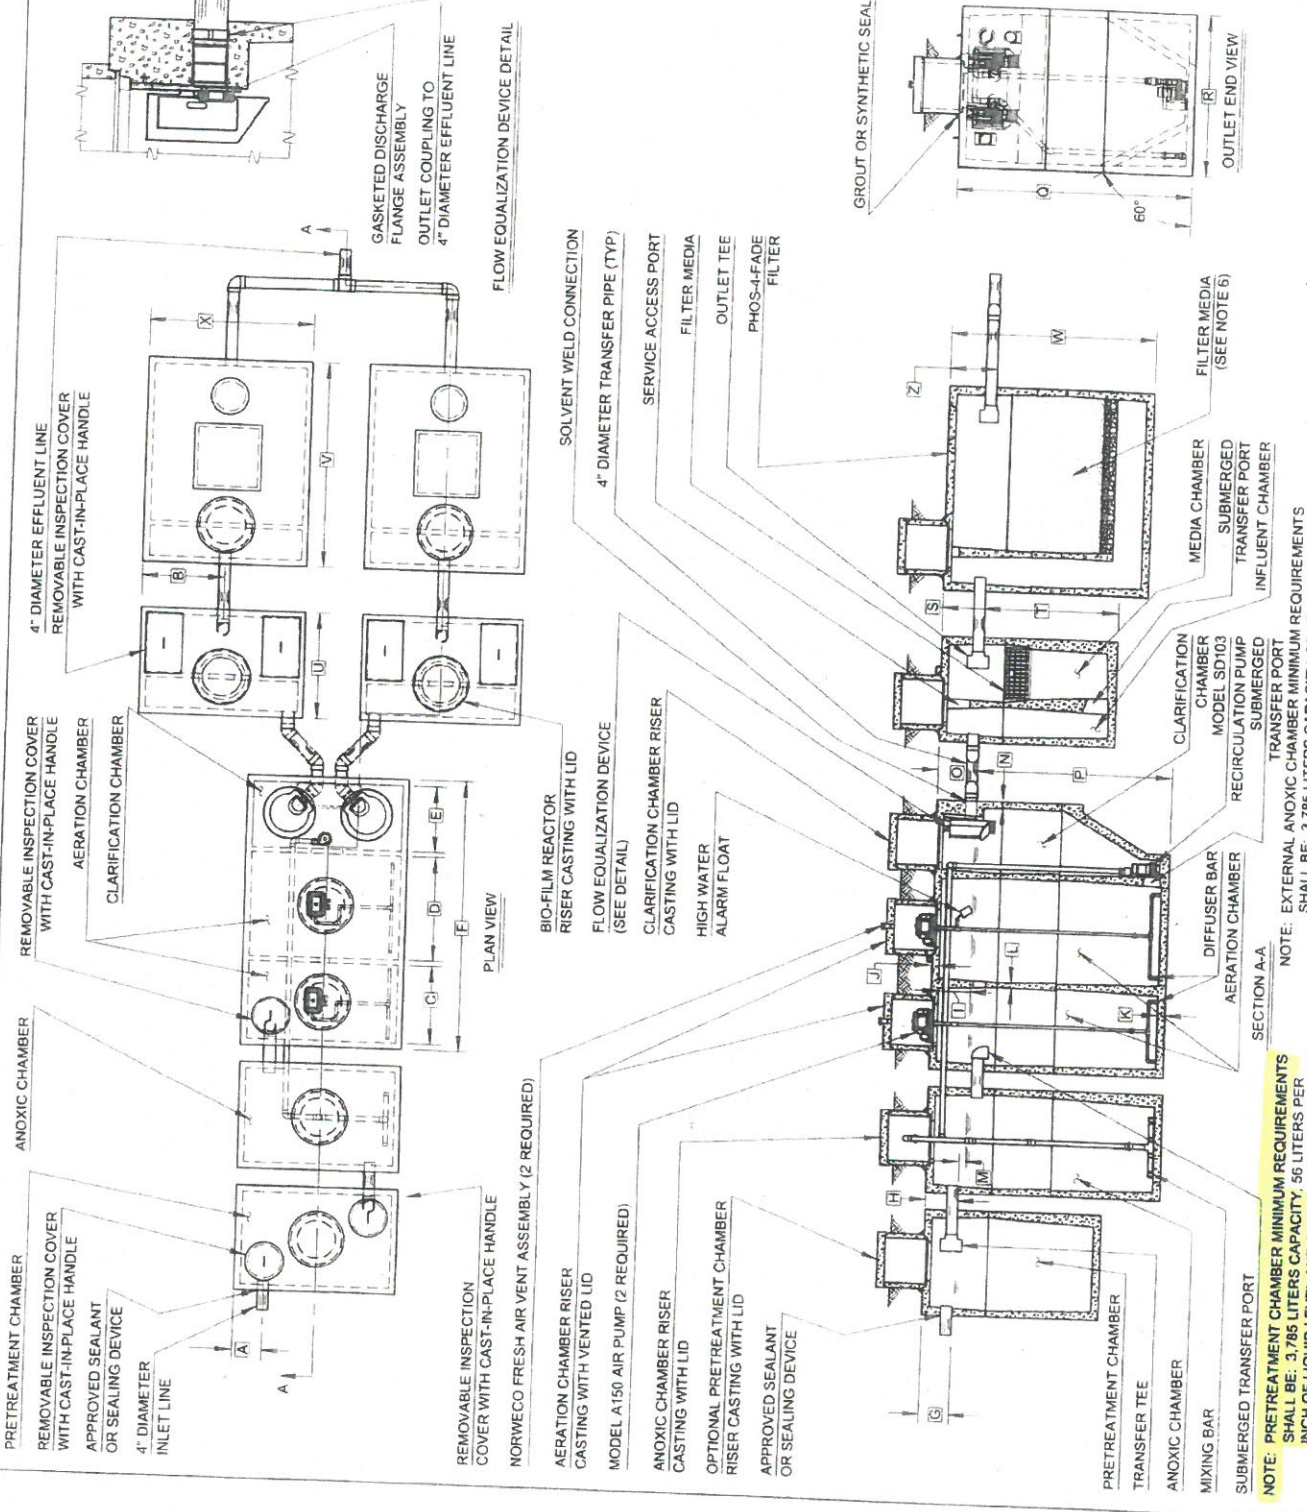 PRETREATMENT CHAMBER
REMOVABLE INSPECTION COVER
WITH CAST-IN-PLACE HANDLE
APPROVED SEALANT
OR SEALING DEVICE
4" DIAMETER
INLET LINE
ANOXIC CHAMBER
REMOVABLE INSPECTION COVER
WITH CAST-IN-PLACE HANDLE
AERATION CHAMBER
CLARIFICATION CHAMBER
4" DIAMETER EFFLUENT LINE
REMOVABLE INSPECTION COVER
WITH CAST-IN-PLACE HANDLE
A
A
A
B
C
D
E
F
U
V
X
PLAN VIEW
GASKETED DISCHARGE
FLANGE ASSEMBLY
OUTLET COUPLING TO
4" DIAMETER EFFLUENT LINE
FLOW EQUALIZATION DEVICE DETAIL
REMOVABLE INSPECTION
COVER WITH CAST-IN-PLACE HANDLE
NORWECO FRESH AIR VENT ASSEMBLY (2 REQUIRED)
AERATION CHAMBER RISER
CASTING WITH VENTED LID
MODEL A150 AIR PUMP (2 REQUIRED)
ANOXIC CHAMBER RISER
CASTING WITH LID
OPTIONAL PRETREATMENT CHAMBER
RISER CASTING WITH LID
APPROVED SEALANT
OR SEALING DEVICE
BIO-FILM REACTOR
RISER CASTING WITH LID
FLOW EQUALIZATION DEVICE
(SEE DETAIL)
CLARIFICATION CHAMBER RISER
CASTING WITH LID
HIGH WATER
ALARM FLOAT
SOLVENT WELD CONNECTION
4" DIAMETER TRANSFER PIPE (TYP)
SERVICE ACCESS PORT
FILTER MEDIA
OUTLET TEE
PHOS-4-FADE
FILTER
GROUT OR SYNTHETIC SEAL
G
H
M
I
J
K
L
N
O
P
S
T
Z
W
Q
R
60°
OUTLET END VIEW
PRETREATMENT CHAMBER
TRANSFER TEE
ANOXIC CHAMBER
MIXING BAR
SUBMERGED TRANSFER PORT
DIFFUSER BAR
AERATION CHAMBER
SECTION A-A
CLARIFICATION
CHAMBER
MODEL SD103
RECIRCULATION PUMP
SUBMERGED
TRANSFER PORT
MEDIA CHAMBER
SUBMERGED
TRANSFER PORT
INFLUENT CHAMBER
FILTER MEDIA
(SEE NOTE 6)
NOTE: PRETREATMENT CHAMBER MINIMUM REQUIREMENTS
SHALL BE: 3,785 LITERS CAPACITY, 56 LITERS PER
NOTE: EXTERNAL ANOXIC CHAMBER MINIMUM REQUIREMENTS